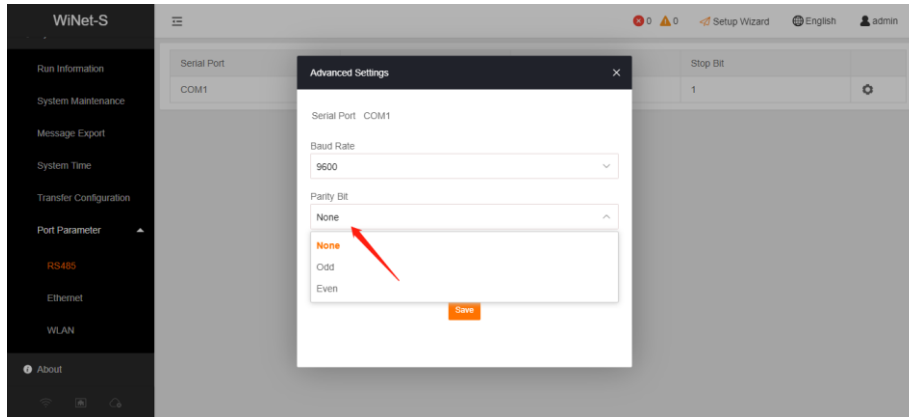 WiNet-S
0
0
Setup Wizard
English
admin
Run Information
System Maintenance
Message Export
System Time
Transfer Configuration
Port Parameter
RS485
Ethernet
WLAN
About
Serial Port
Stop Bit
COM1
1
Advanced Settings
Serial Port COM1
Baud Rate
9600
Parity Bit
None
None
Odd
Even
Save